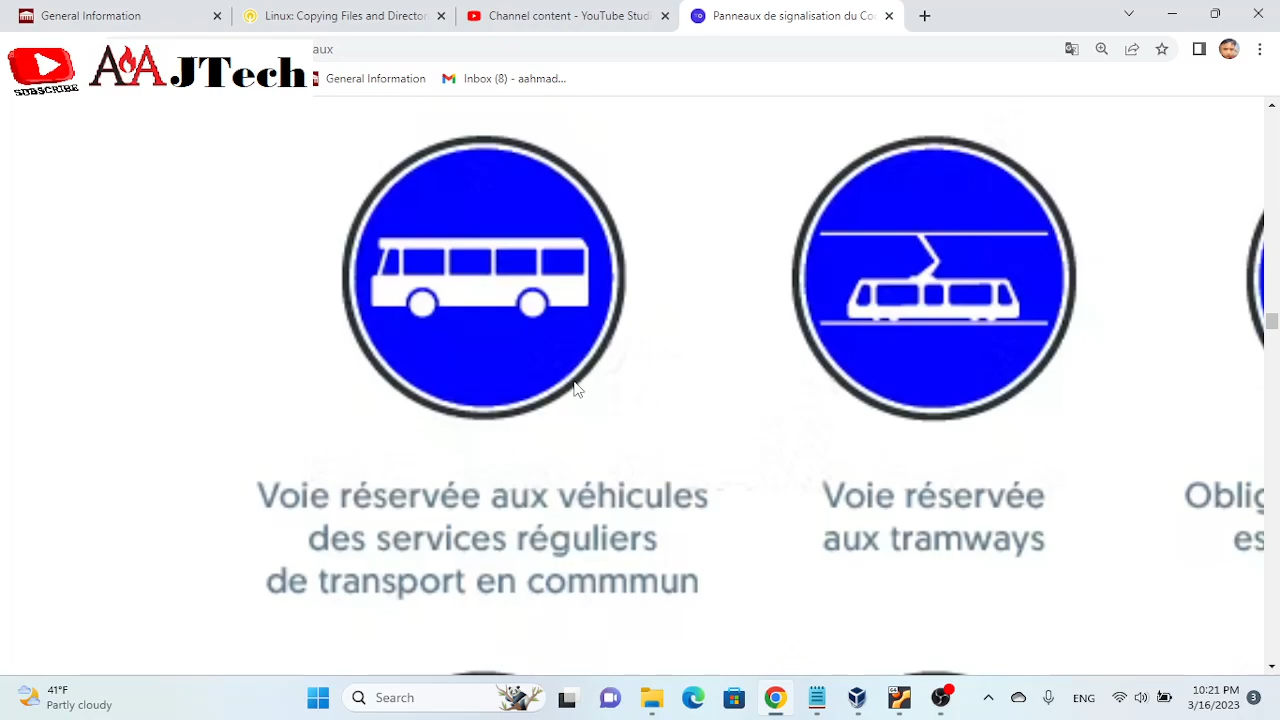 General Information
Linux: Copying Files and Directo
Channel content - YouTube Studi
Panneaux de signalisation du Co
aux
SUBSCRIBE
AAAJTech
General Information
Inbox (8) - aahmad...
Voie réservée aux véhicules
des services réguliers
de transport en commmun
Voie réservée
aux tramways
Oblig
es
41°F
Partly cloudy
Search
ENG
10:21 PM
3/16/2023
3